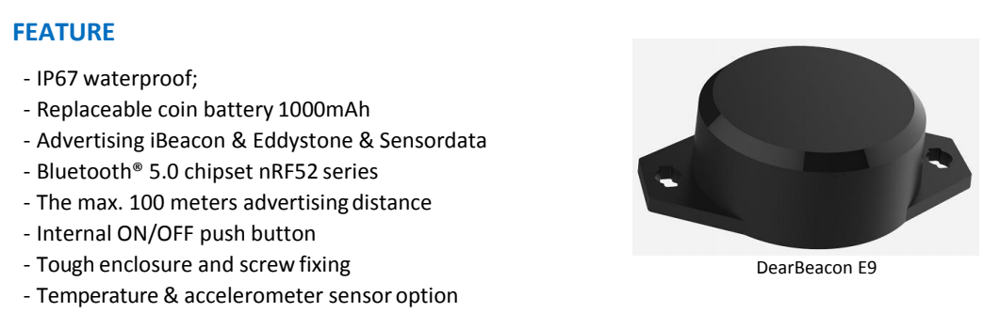 FEATURE
- IP67 waterproof;
- Replaceable coin battery 1000mAh
- Advertising iBeacon & Eddystone & Sensordata
- Bluetooth® 5.0 chipset nRF52 series
- The max. 100 meters advertising distance
- Internal ON/OFF push button
- Tough enclosure and screw fixing
- Temperature & accelerometer sensor option
DearBeacon E9